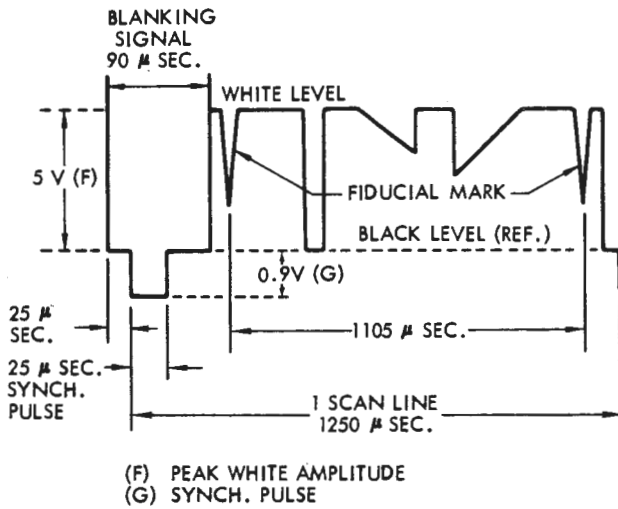 BLANKING
SIGNAL
90 μ SEC.
WHITE LEVEL
5 V (F)
FIDUCIAL MARK
BLACK LEVEL (REF.)
0.9V (G)
25 μ
SEC.
1105 μ SEC.
25 μ SEC.
SYNCH.
PULSE
1 SCAN LINE
1250 μ SEC.
(F) PEAK WHITE AMPLITUDE
(G) SYNCH. PULSE